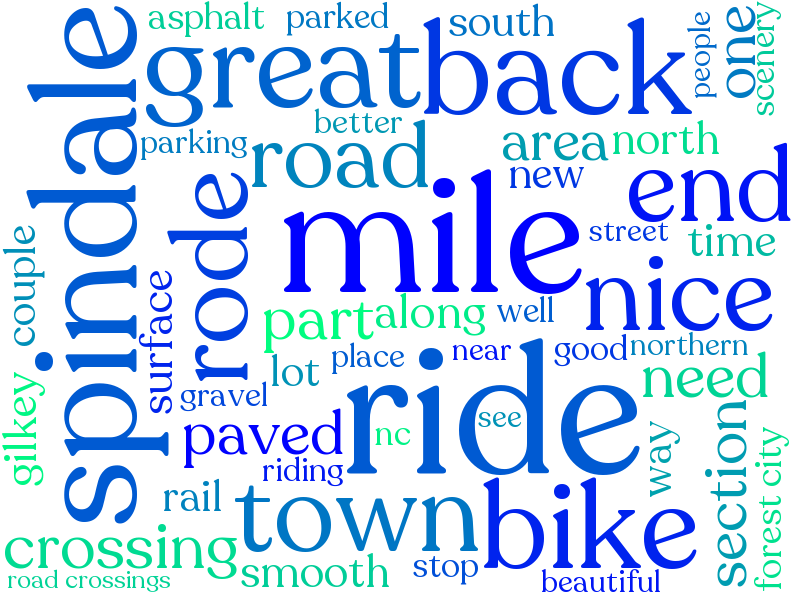 asphalt
parked
south
people
one
scenery
spindale
great
back
better
parking
road
area
north
new
end
rode
mile
street
time
couple
surface
nice
part
along
well
place
near
good
northern
lot
ride
need
gilkey
gravel
paved
nc
see
riding
way
section
forest city
rail
town
bike
crossing
smooth
stop
road crossings
beautiful